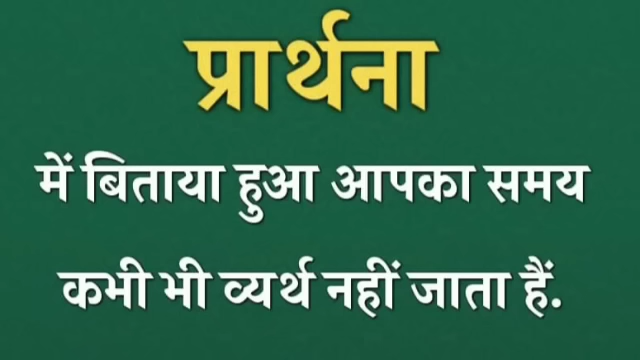 प्रार्थना
में बिताया हुआ आपका समय
कभी भी व्यर्थ नहीं जाता हैं.